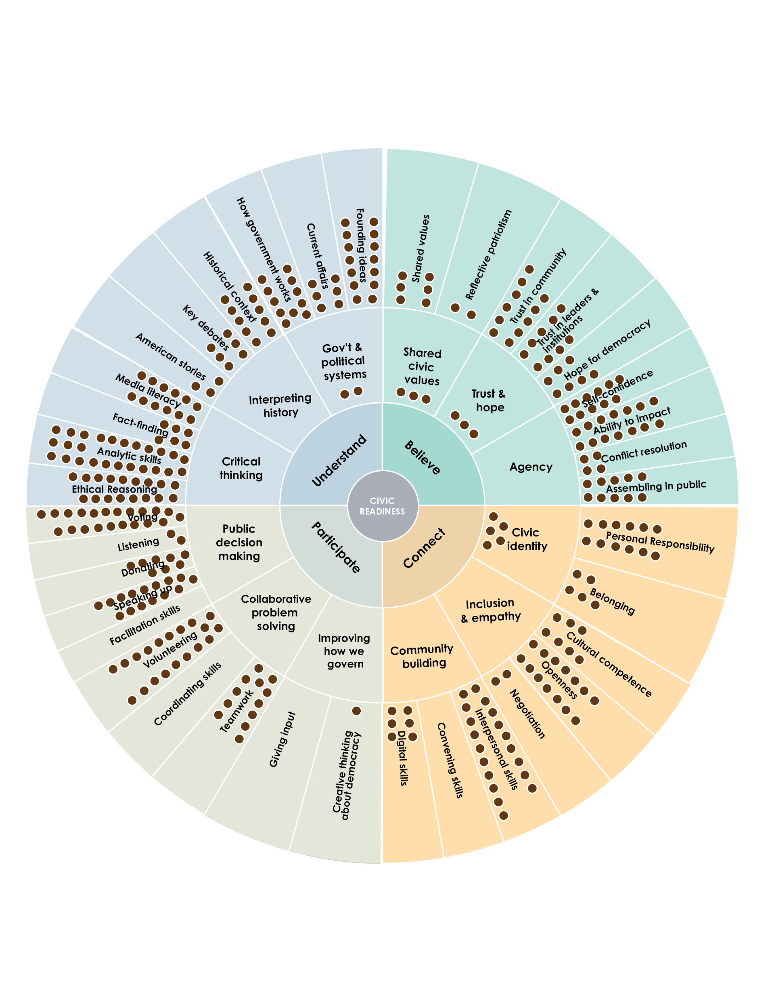 CIVIC
READINESS
Understand
Believe
Connect
Participate
Gov't &
political
systems
Interpreting
history
Critical
thinking
Shared
civic
values
Trust &
hope
Agency
Civic
identity
Inclusion
& empathy
Community
building
Improving
how we
govern
Collaborative
problem
solving
Public
decision
making
Founding ideas
Current affairs
How government works
Historical context
Key debates
American stories
Media literacy
Fact-finding
Analytic skills
Ethical Reasoning
Shared values
Reflective patriotism
Trust in community
Trust in leaders &
institutions
Hope for democracy
Self-confidence
Ability to impact
Conflict resolution
Assembling in public
Personal Responsibility
Belonging
Cultural competence
Openness
Negotiation
Interpersonal skills
Convening skills
Digital skills
Creative thinking
about democracy
Giving input
Teamwork
Coordinating skills
Volunteering
Facilitation skills
Speaking up
Donating
Listening
Voting